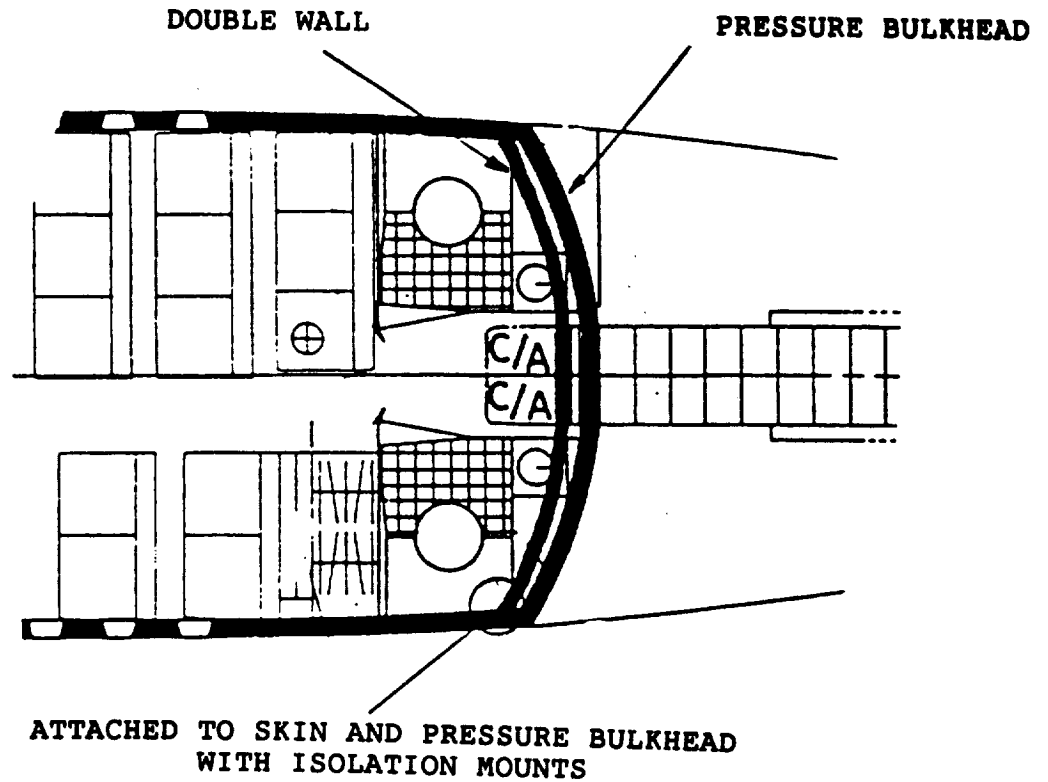 DOUBLE WALL
PRESSURE BULKHEAD
C/A
C/A
ATTACHED TO SKIN AND PRESSURE BULKHEAD
WITH ISOLATION MOUNTS